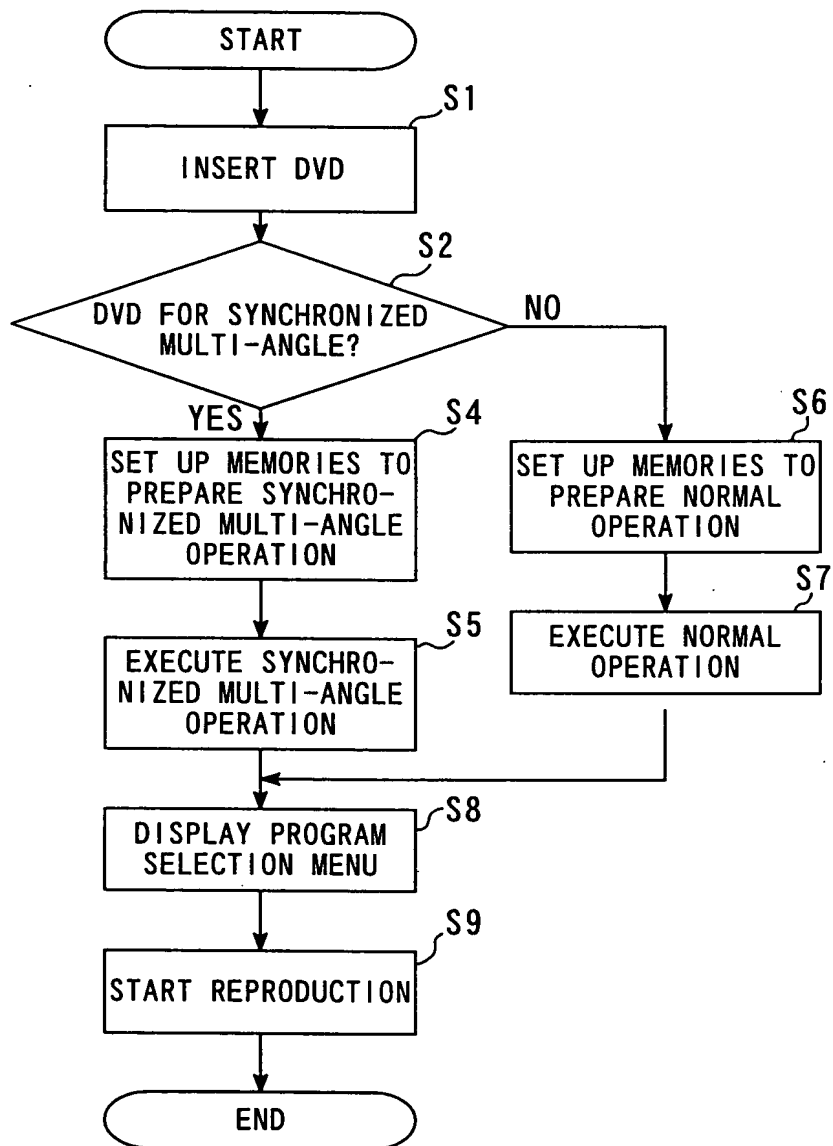 START
S1
INSERT DVD
S2
DVD FOR SYNCHRONIZED
MULTI-ANGLE?
NO
YES
S4
SET UP MEMORIES TO
PREPARE SYNCHRO-
NIZED MULTI-ANGLE
OPERATION
S6
SET UP MEMORIES TO
PREPARE NORMAL
OPERATION
S5
EXECUTE SYNCHRO-
NIZED MULTI-ANGLE
OPERATION
S7
EXECUTE NORMAL
OPERATION
S8
DISPLAY PROGRAM
SELECTION MENU
S9
START REPRODUCTION
END